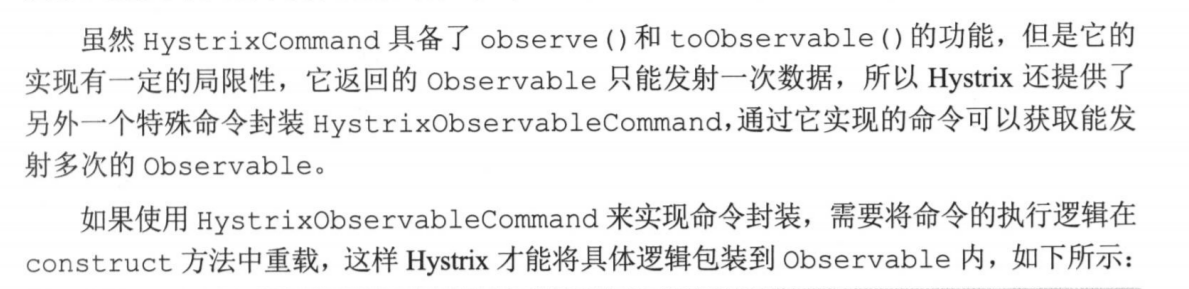 虽然 HystrixCommand 具备了 observe()和 toObservable()的功能，但是它的
实现有一定的局限性，它返回的 Observable 只能发射一次数据，所以 Hystrix 还提供了
另外一个特殊命令封装 HystrixObservableCommand,通过它实现的命令可以获取能发
射多次的 Observable。
如果使用 HystrixObservableCommand 来实现命令封装，需要将命令的执行逻辑在
construct 方法中重载，这样 Hystrix 才能将具体逻辑包装到 Observable 内，如下所示：